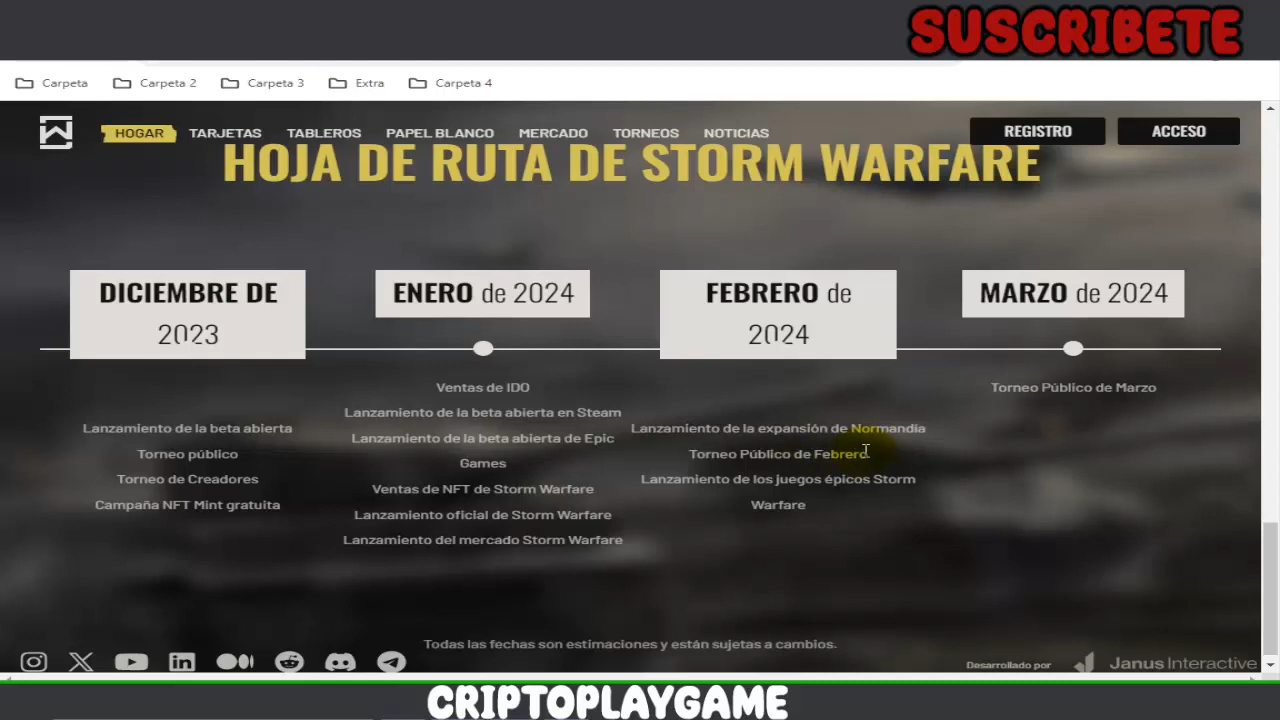 SUSCRIBETE
Carpeta
Carpeta 2
Carpeta 3
Extra
Carpeta 4
HOGAR
TARJETAS
TABLEROS
PAPEL BLANCO
MERCADO
TORNEOS
NOTICIAS
REGISTRO
ACCESO
HOJA DE RUTA DE STORM WARFARE
DICIEMBRE DE
2023
Lanzamiento de la beta abierta
Torneo público
Torneo de Creadores
Campaña NFT Mint gratuita
ENERO de 2024
Ventas de IDO
Lanzamiento de la beta abierta en Steam
Lanzamiento de la beta abierta de Epic
Games
Ventas de NFT de Storm Warfare
Lanzamiento oficial de Storm Warfare
Lanzamiento del mercado Storm Warfare
FEBRERO de
2024
Lanzamiento de la expansión de Normandía
Torneo Público de Febrero
Lanzamiento de los juegos épicos Storm
Warfare
MARZO de 2024
Torneo Público de Marzo
Todas las fechas son estimaciones y están sujetas a cambios.
Desarrollado por
Janus Interactive
CRIPTOPLAYGAME